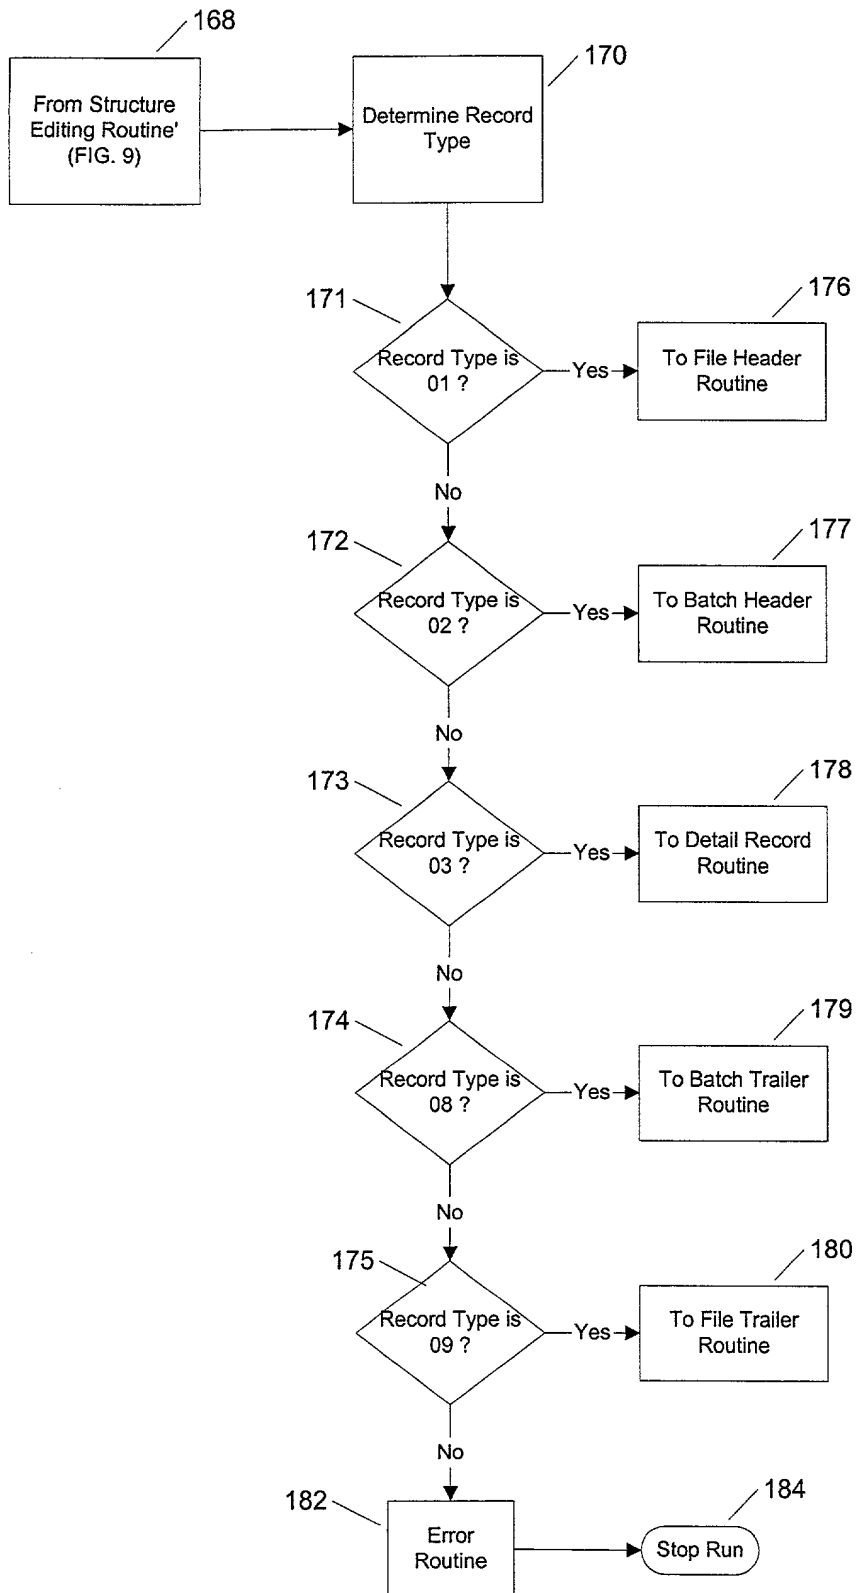 168
From Structure
Editing Routine'
(FIG. 9)
170
Determine Record
Type
171
Record Type is
01 ?
Yes
176
To File Header
Routine
No
172
Record Type is
02 ?
Yes
177
To Batch Header
Routine
No
173
Record Type is
03 ?
Yes
178
To Detail Record
Routine
No
174
Record Type is
08 ?
Yes
179
To Batch Trailer
Routine
No
175
Record Type is
09 ?
Yes
180
To File Trailer
Routine
No
182
Error
Routine
184
Stop Run